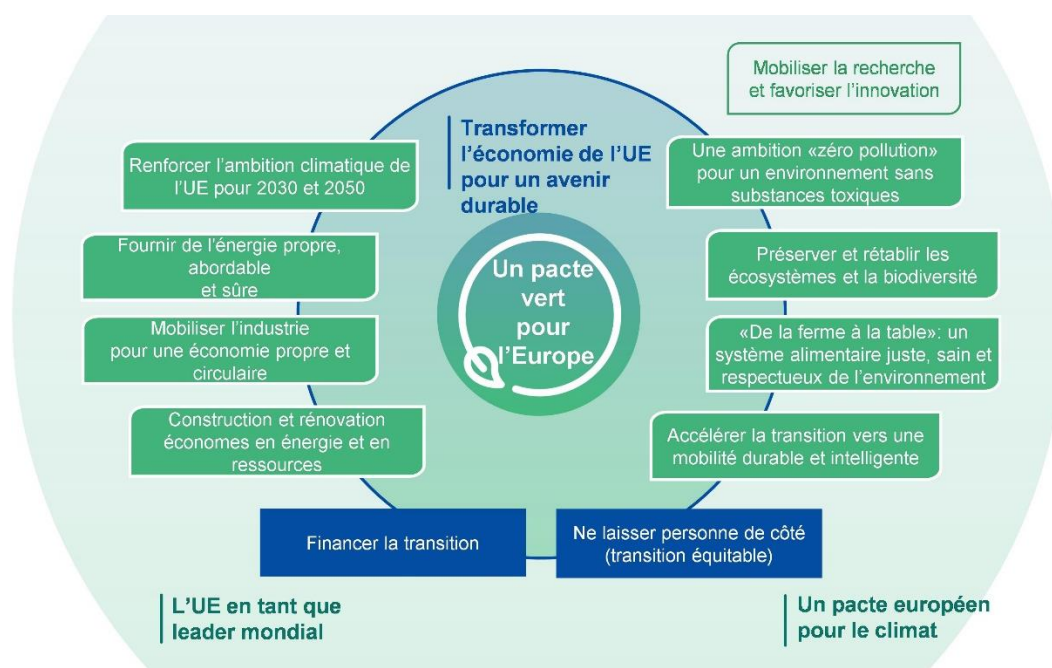 Mobiliser la recherche
et favoriser l’innovation
Transformer
l’économie de l’UE
pour un avenir
durable
Renforcer l’ambition climatique de
l’UE pour 2030 et 2050
Une ambition «zéro pollution»
pour un environnement sans
substances toxiques
Fournir de l’énergie propre,
abordable
et sûre
Préserver et rétablir les
écosystèmes et la biodiversité
Un pacte
vert
pour
l’Europe
Mobiliser l’industrie
pour une économie propre et
circulaire
«De la ferme à la table»: un
système alimentaire juste, sain et
respectueux de l’environnement
Construction et rénovation
économes en énergie et en
ressources
Accélérer la transition vers une
mobilité durable et intelligente
Financer la transition
Ne laisser personne de côté
(transition équitable)
L’UE en tant que
leader mondial
Un pacte européen
pour le climat